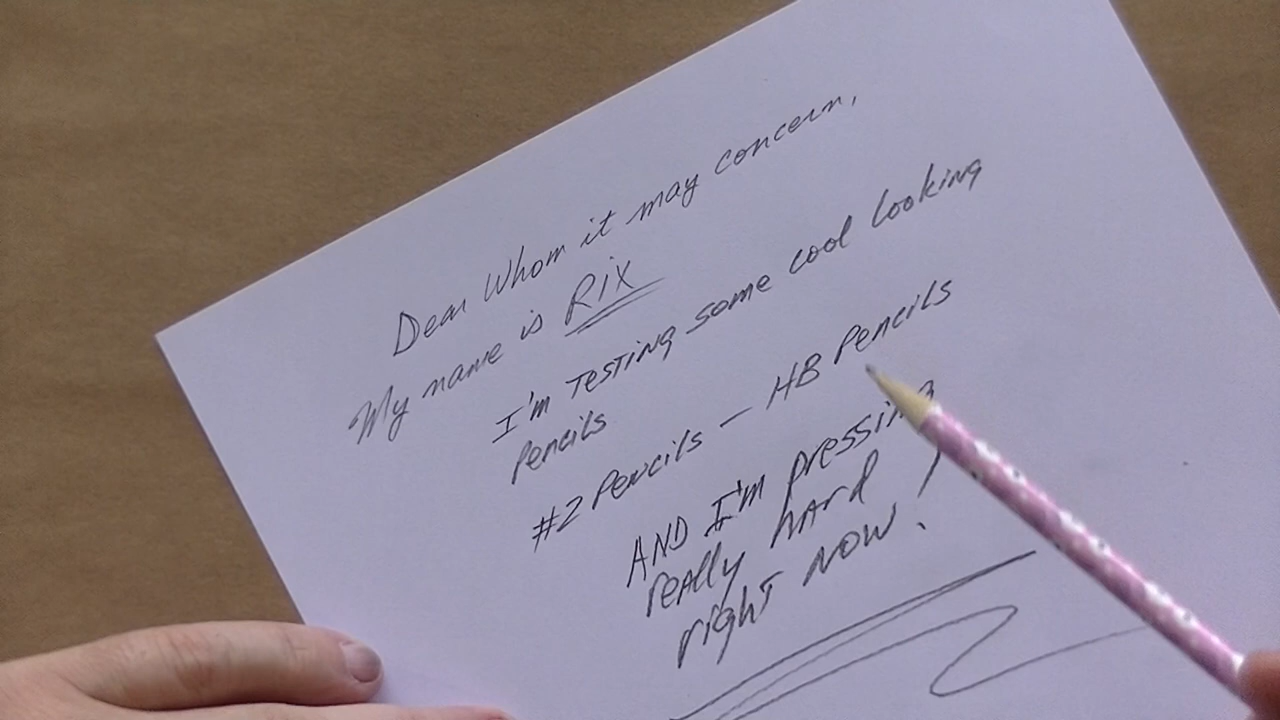 Dear Whom it may concern,
My name is Rix
I'm Testing some cool looking
Pencils
#2 Pencils — HB Pencils
AND I'm pressing
really hard
right now!